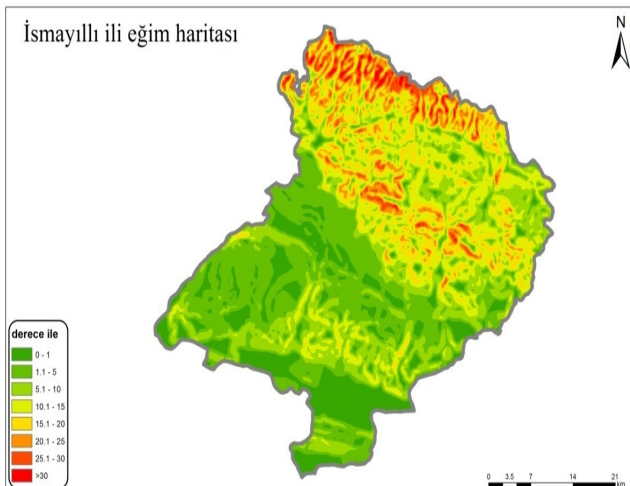 İsmayıllı ili eğim haritası
N
derece ile
0 - 1
1.1 - 5
5.1 - 10
10.1 - 15
15.1 - 20
20.1 - 25
25.1 - 30
>30
0 3.5 7 14 21
km